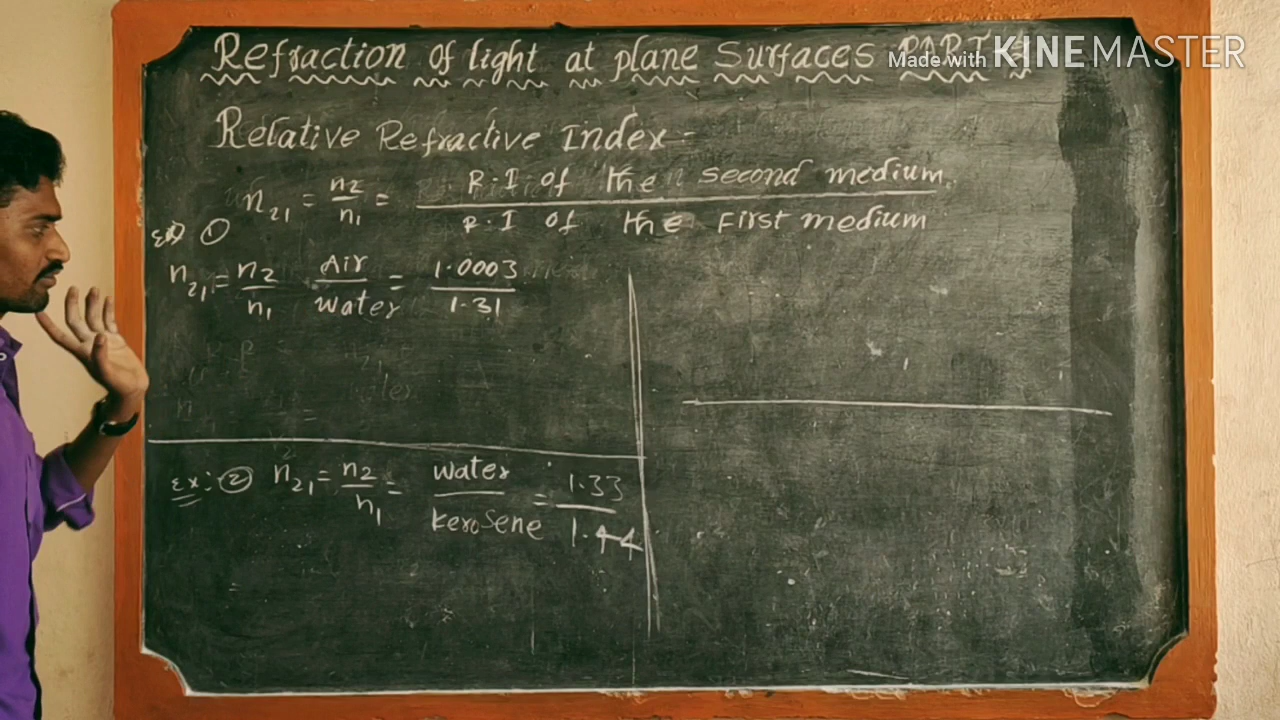 Refraction of light at plane Surfaces PART
Made with KINEMASTER
Relative Refractive Index -
n21 = n2/n1 = R.I of the second medium / R.I of the First medium
Ex ①
n21 = n2/n1 Air/water = 1.0003/1.31
Ex:- ② n21 = n2/n1 = water/kerosene = 1.33/1.44